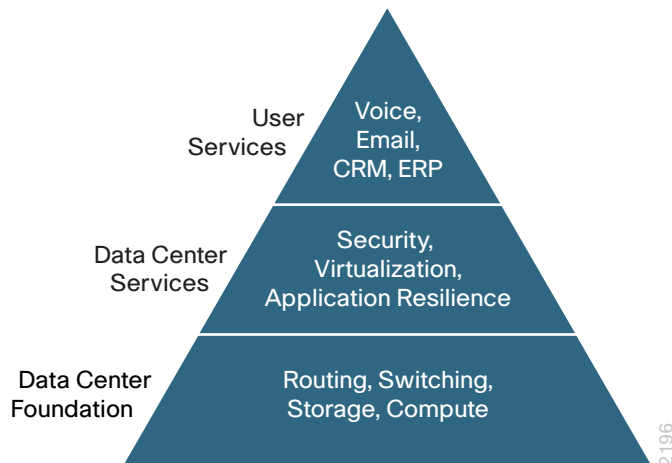 User
Services
Voice,
Email,
CRM, ERP
Data Center
Services
Security,
Virtualization,
Application Resilience
Data Center
Foundation
Routing, Switching,
Storage, Compute
2196